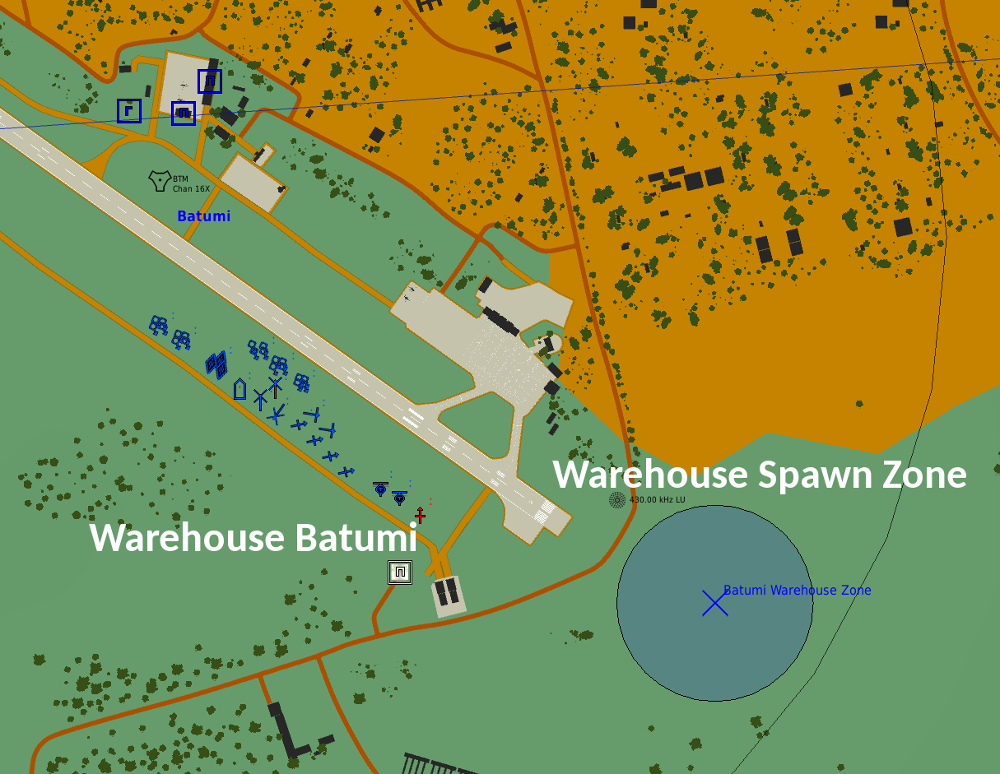 BTM
Chan 16X
Batumi
Warehouse Spawn Zone
430.00 kHz LU
Warehouse Batumi
Batumi Warehouse Zone